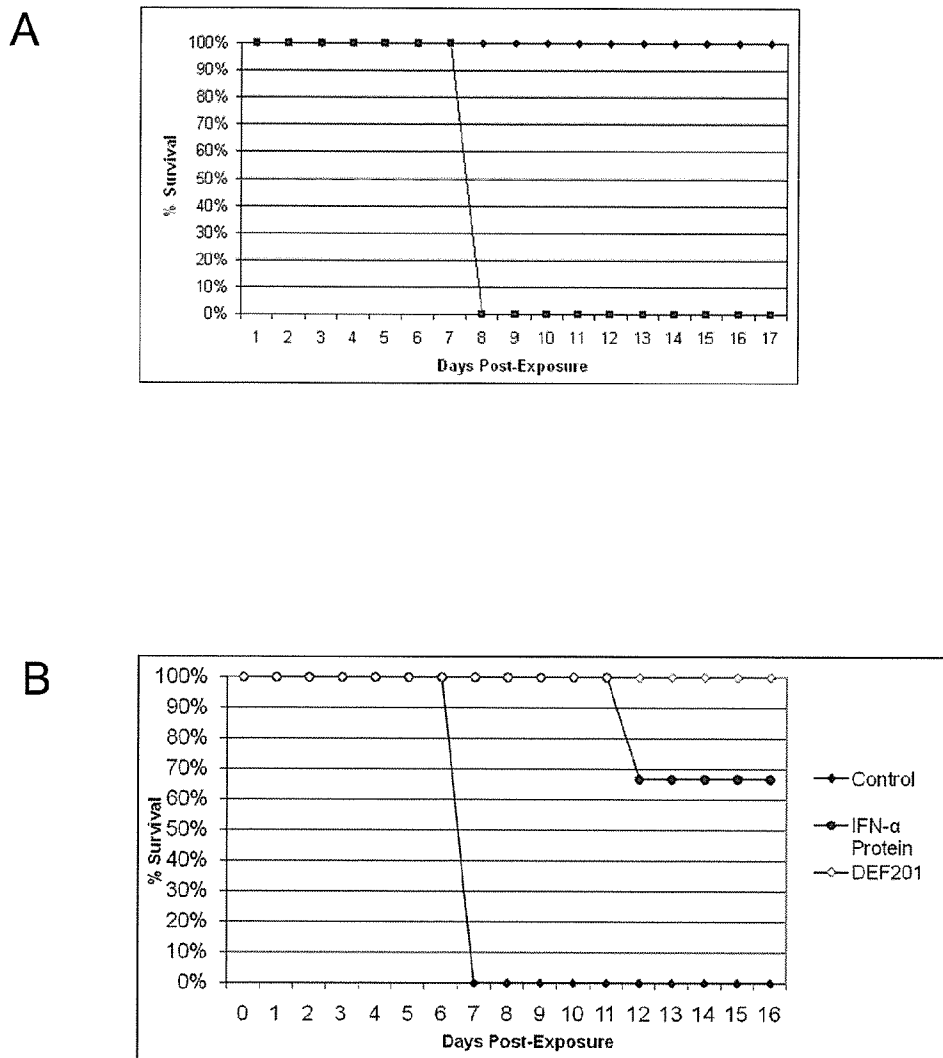 A
100%
90%
80%
70%
60%
50%
40%
30%
20%
10%
0%
% Survival
1 2 3 4 5 6 7 8 9 10 11 12 13 14 15 16 17
Days Post-Exposure
B
100%
90%
80%
70%
60%
50%
40%
30%
20%
10%
0%
% Survival
0 1 2 3 4 5 6 7 8 9 10 11 12 13 14 15 16
Days Post-Exposure
Control
IFN-α
Protein
DEF201